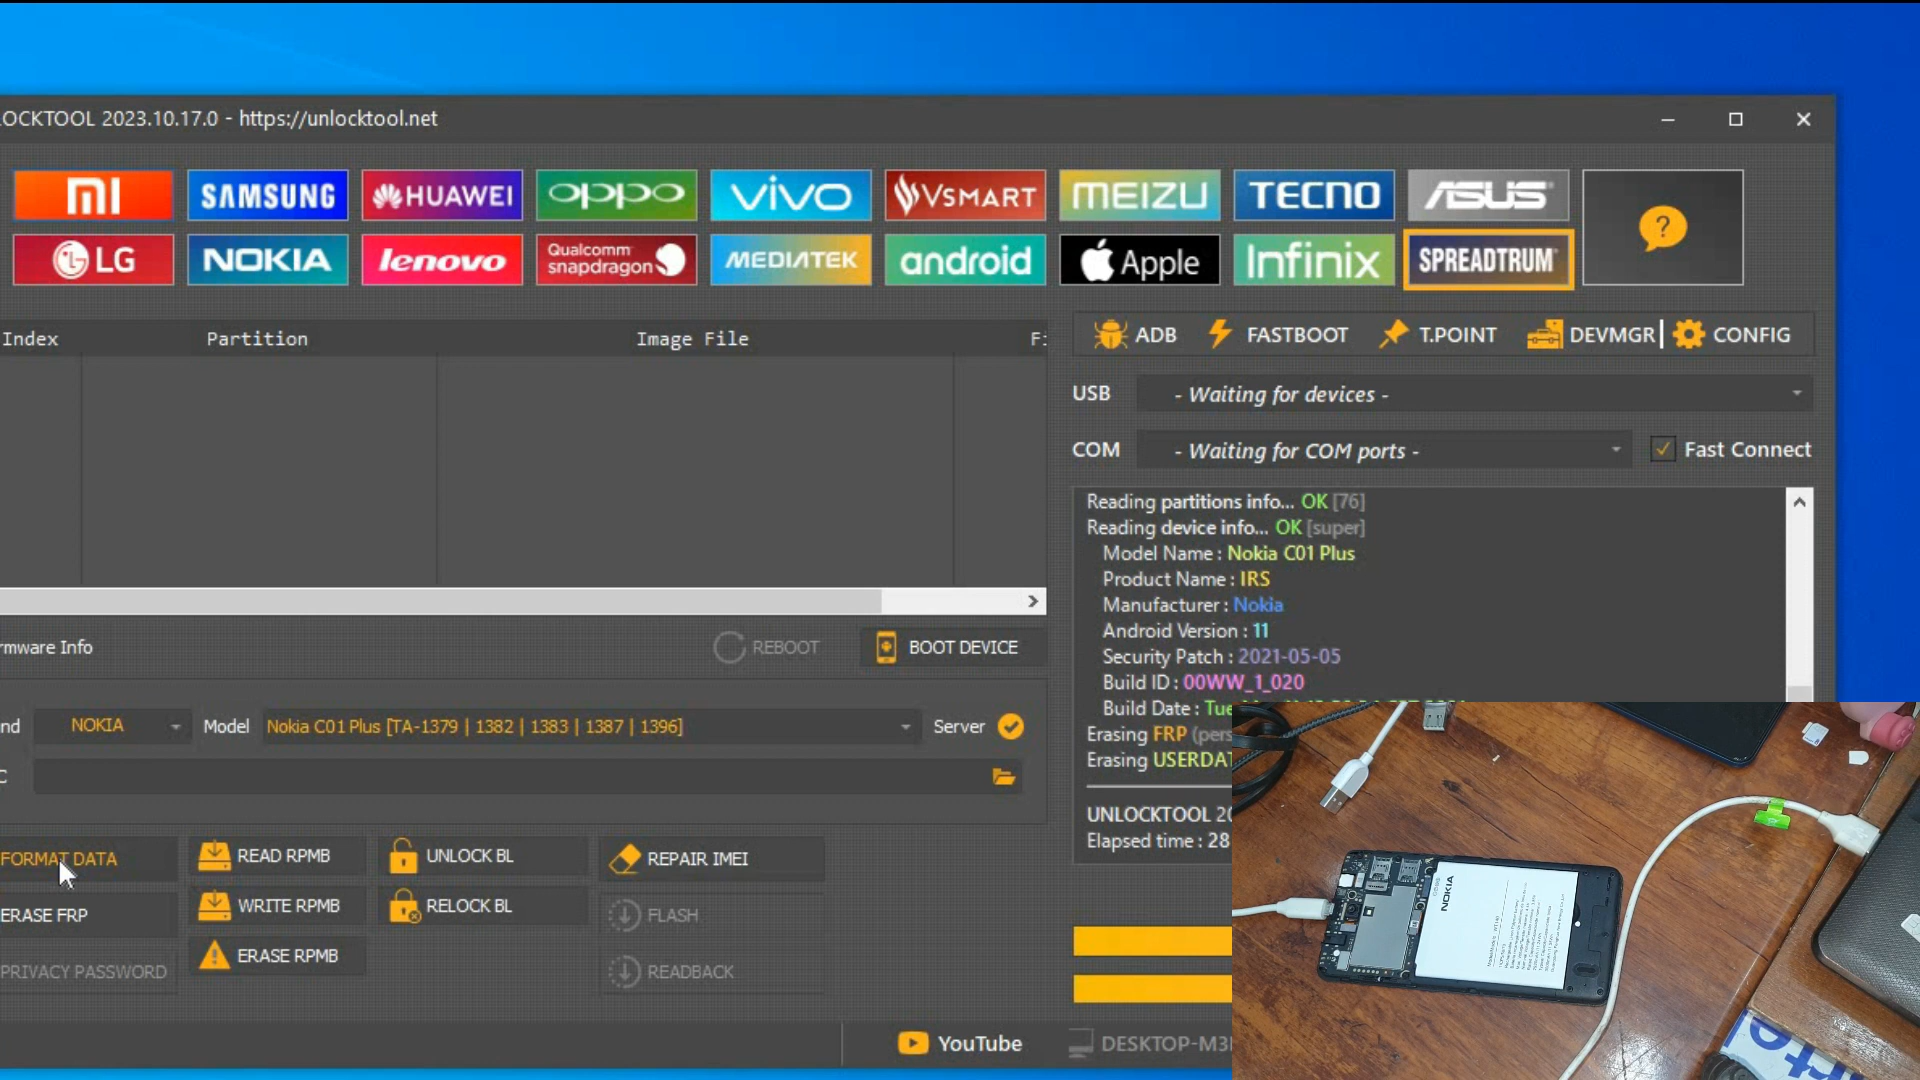 LOCKTOOL 2023.10.17.0 - https://unlocktool.net
SAMSUNG
HUAWEI
oppo
vivo
VSMART
MEIZU
TECNO
ASUS
?
LG
NOKIA
lenovo
Qualcomm
snapdragon
MEDIATEK
android
Apple
Infinix
SPREADTRUM
Index
Partition
Image File
ADB
FASTBOOT
T.POINT
DEVMGR
CONFIG
USB
- Waiting for devices -
COM
- Waiting for COM ports -
Fast Connect
Reading partitions info... OK [76]
Reading device info... OK [super]
Model Name : Nokia C01 Plus
Product Name : IRS
Manufacturer : Nokia
Android Version : 11
Security Patch : 2021-05-05
Build ID : 00WW_1_020
Build Date : Tue
Erasing FRP (pers
Erasing USERDAT
UNLOCKTOOL 20
Elapsed time : 28
rmware Info
REBOOT
BOOT DEVICE
nd
NOKIA
Model
Nokia C01 Plus [TA-1379 | 1382 | 1383 | 1387 | 1396]
Server
C
FORMAT DATA
READ RPMB
UNLOCK BL
REPAIR IMEI
ERASE FRP
WRITE RPMB
RELOCK BL
FLASH
PRIVACY PASSWORD
ERASE RPMB
READBACK
YouTube
DESKTOP-M3
NOKIA